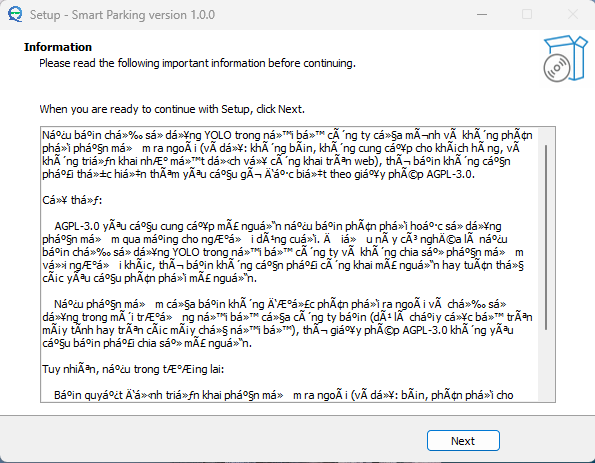 Setup - Smart Parking version 1.0.0
Information
Please read the following important information before continuing.
When you are ready to continue with Setup, click Next.
Náº¿u báº¡n chá»‰ sá»­ dá»¥ng YOLO trong ná»™i bá»™ cÃ´ng ty cá»§a mÃ¬nh vÃ khÃ´ng phÃ¢n
phá»‘i pháº§n má»m ra ngoÃ i (vÃ dá»¥: khÃ´ng bÃ¡n, khÃ´ng cung cáº¥p cho khÃ¡ch hÃ ng, vÃ
khÃ´ng triá»ƒn khai nhÆ° má»™t dá»‹ch vá»¥ cÃ´ng khai trÃªn web), thÃ¬ báº¡n khÃ´ng cáº§n
pháº£i thá»±c hiá»‡n thÃªm yÃªu cáº§u gÃ¬ Ä‘áº·c biá»‡t theo giáº¥y phÃ©p AGPL-3.0.
Cá»¥ thá»ƒ:
AGPL-3.0 yÃªu cáº§u cung cáº¥p mÃ£ nguá»“n náº¿u báº¡n phÃ¢n phá»‘i hoáº·c sá»­ dá»¥ng
pháº§n má»m qua máº¡ng cho ngÆ°á»i dÃ¹ng cuá»‘i. Äiá»u nÃ y cÃ³ nghÄ©a lÃ náº¿u
báº¡n chá»‰ sá»­ dá»¥ng YOLO trong ná»™i bá»™ cÃ´ng ty vÃ khÃ´ng chia sáº» pháº§n má»m
vá»›i ngÆ°á»i khÃ¡c, thÃ¬ báº¡n khÃ´ng cáº§n pháº£i cÃ´ng khai mÃ£ nguá»“n hay tuÃ¢n thá»§
cÃ¡c yÃªu cáº§u phÃ¢n phá»‘i mÃ£ nguá»“n.
Náº¿u pháº§n má»m cá»§a báº¡n khÃ´ng Ä‘Æ°á»£c phÃ¢n phá»‘i ra ngoÃ i vÃ chá»‰ sá»­
dá»¥ng trong mÃ´i trÆ°á»ng ná»™i bá»™ cá»§a cÃ´ng ty báº¡n (dÃ¹ lÃ cháº¡y cá»¥c bá»™ trÃªn
mÃ¡y tÃ­nh hay trÃªn cÃ¡c mÃ¡y chá»§ ná»™i bá»™), thÃ¬ giáº¥y phÃ©p AGPL-3.0 khÃ´ng yÃªu
cáº§u báº¡n pháº£i chia sáº» mÃ£ nguá»“n.
Tuy nhiÃªn, náº¿u trong tÆ°Æ¡ng lai:
Báº¡n quyáº¿t Ä‘á»‹nh triá»ƒn khai pháº§n má»m ra ngoÃ i (vÃ dá»¥: bÃ¡n, phÃ¢n phá»‘i cho
Next